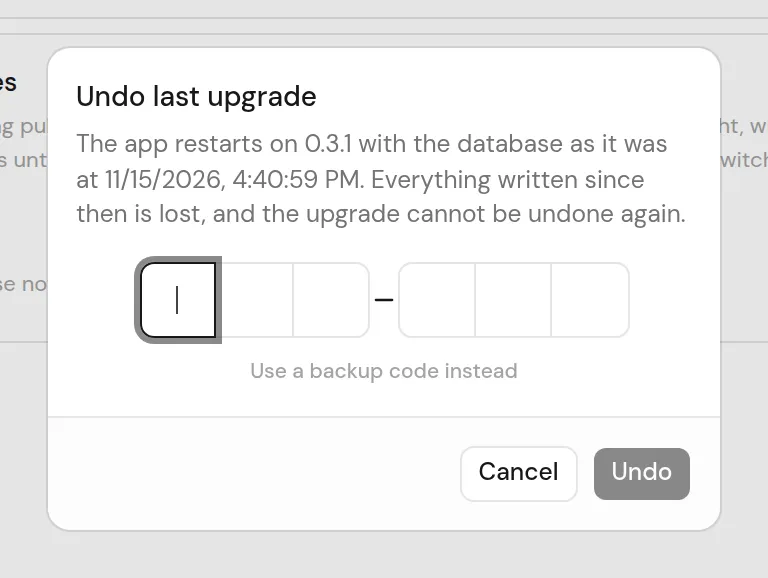 es
Undo last upgrade
The app restarts on 0.3.1 with the database as it was
at 11/15/2026, 4:40:59 PM. Everything written since
then is lost, and the upgrade cannot be undone again.
–
Use a backup code instead
Cancel Undo